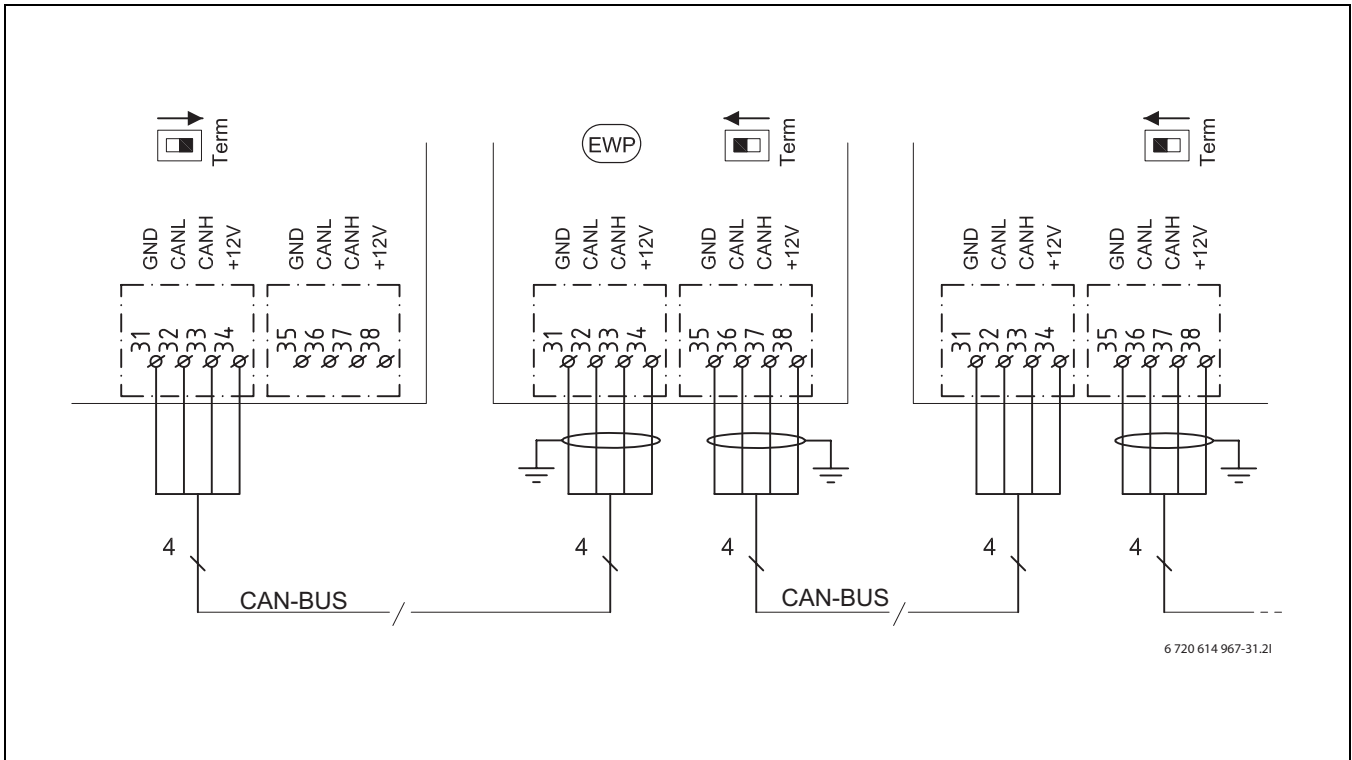 Term
EWP
Term
Term
GND CANL CANH +12V
GND CANL CANH +12V
GND CANL CANH +12V
GND CANL CANH +12V
GND CANL CANH +12V
GND CANL CANH +12V
31 32 33 34
35 36 37 38
31 32 33 34
35 36 37 38
31 32 33 34
35 36 37 38
4
4
4
4
4
CAN-BUS
CAN-BUS
6 720 614 967-31.2I